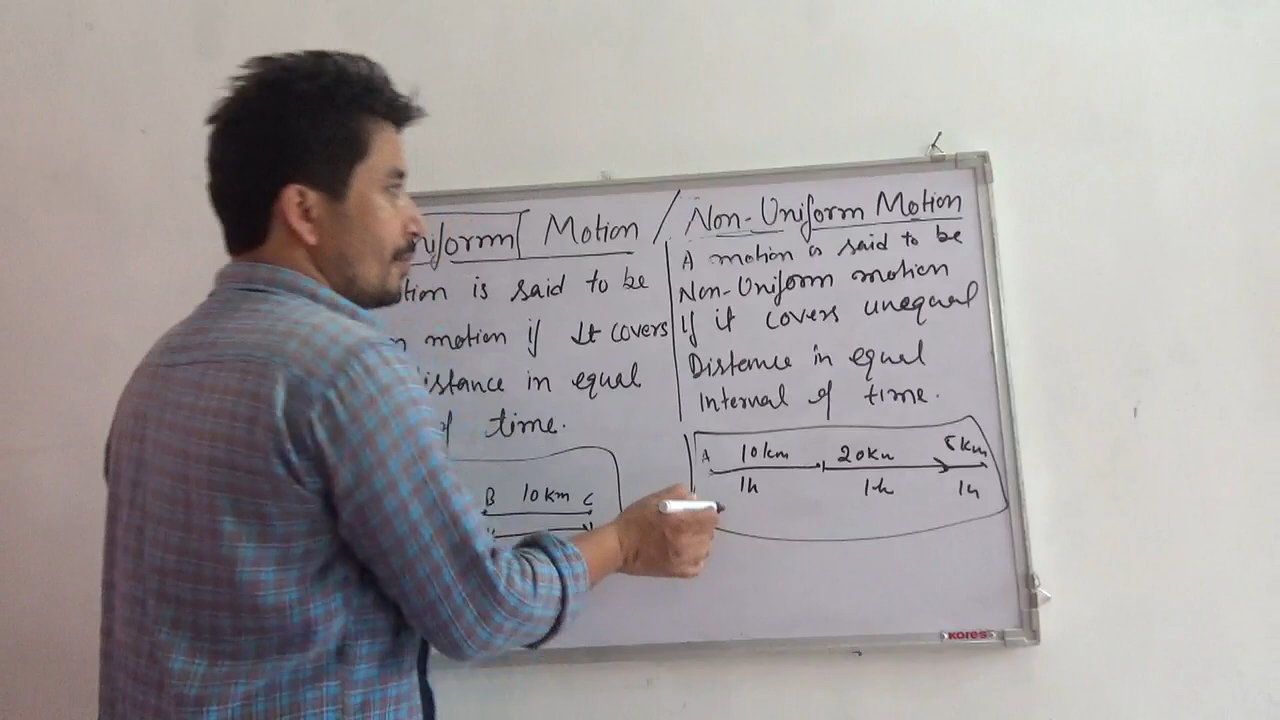 niform Motion / Non-Uniform Motion
tion is said to be
n motion if It covers
istance in equal
of time.
B 10km C
A motion is said to be
Non-Uniform motion
If it covers unequal
Distance in equal
Interval of time.
A 10km 20km 5km
1h 1h 1h
KORES